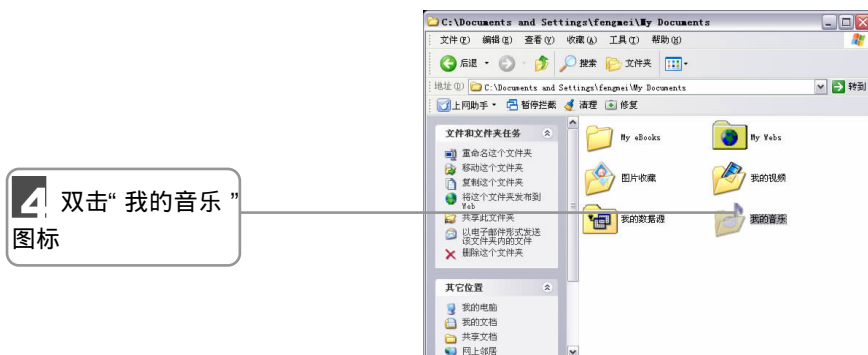 C:\Documents and Settings\fengmei\My Documents
文件(F) 编辑(E) 查看(V) 收藏(A) 工具(T) 帮助(H)
后退 搜索 文件夹
地址(D) C:\Documents and Settings\fengmei\My Documents 转到
上网助手 暂停拦截 清理 修复
4 双击“我的音乐”
图标
文件和文件夹任务
重命名这个文件夹
移动这个文件夹
复制这个文件夹
将这个文件夹发布到
Web
共享此文件夹
以电子邮件形式发送
该文件夹内的文件
删除这个文件夹
其它位置
我的电脑
我的文档
共享文档
网上邻居
My eBooks
My Webs
图片收藏
我的视频
我的数据源
我的音乐